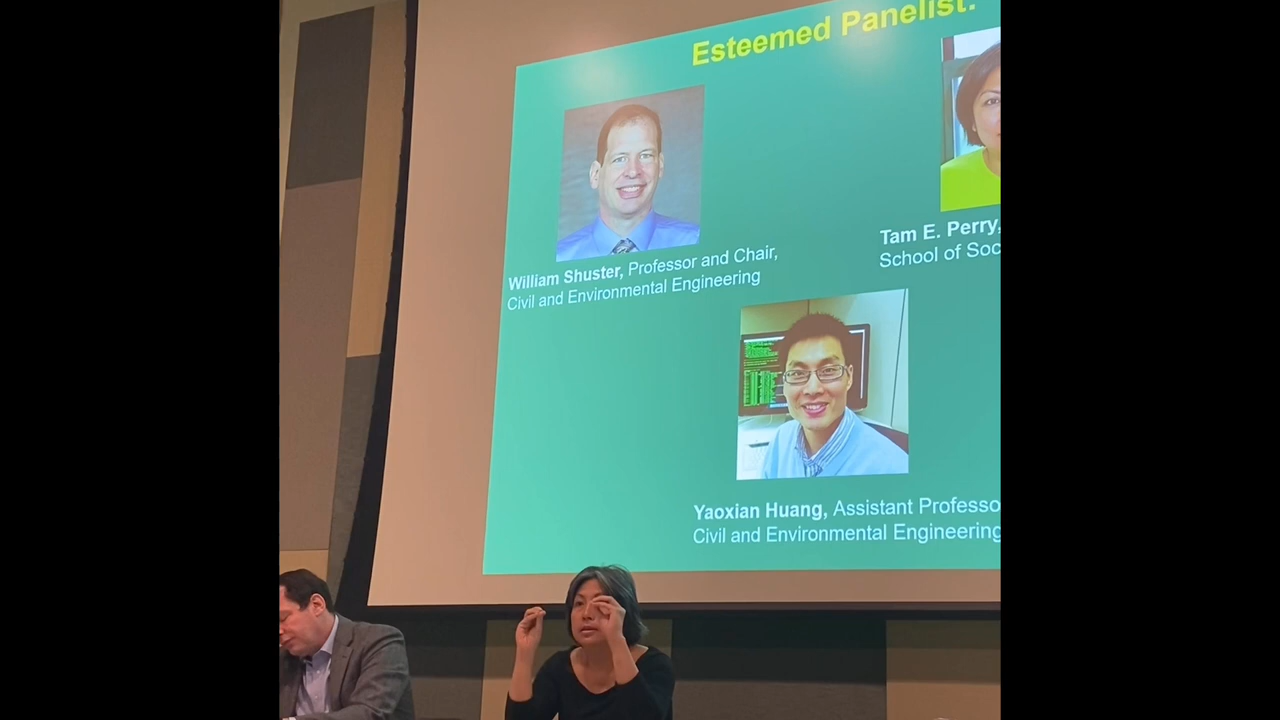 Esteemed Panelist:
William Shuster, Professor and Chair,
Civil and Environmental Engineering
Tam E. Perry,
School of Soc
Yaoxian Huang, Assistant Professo
Civil and Environmental Engineering